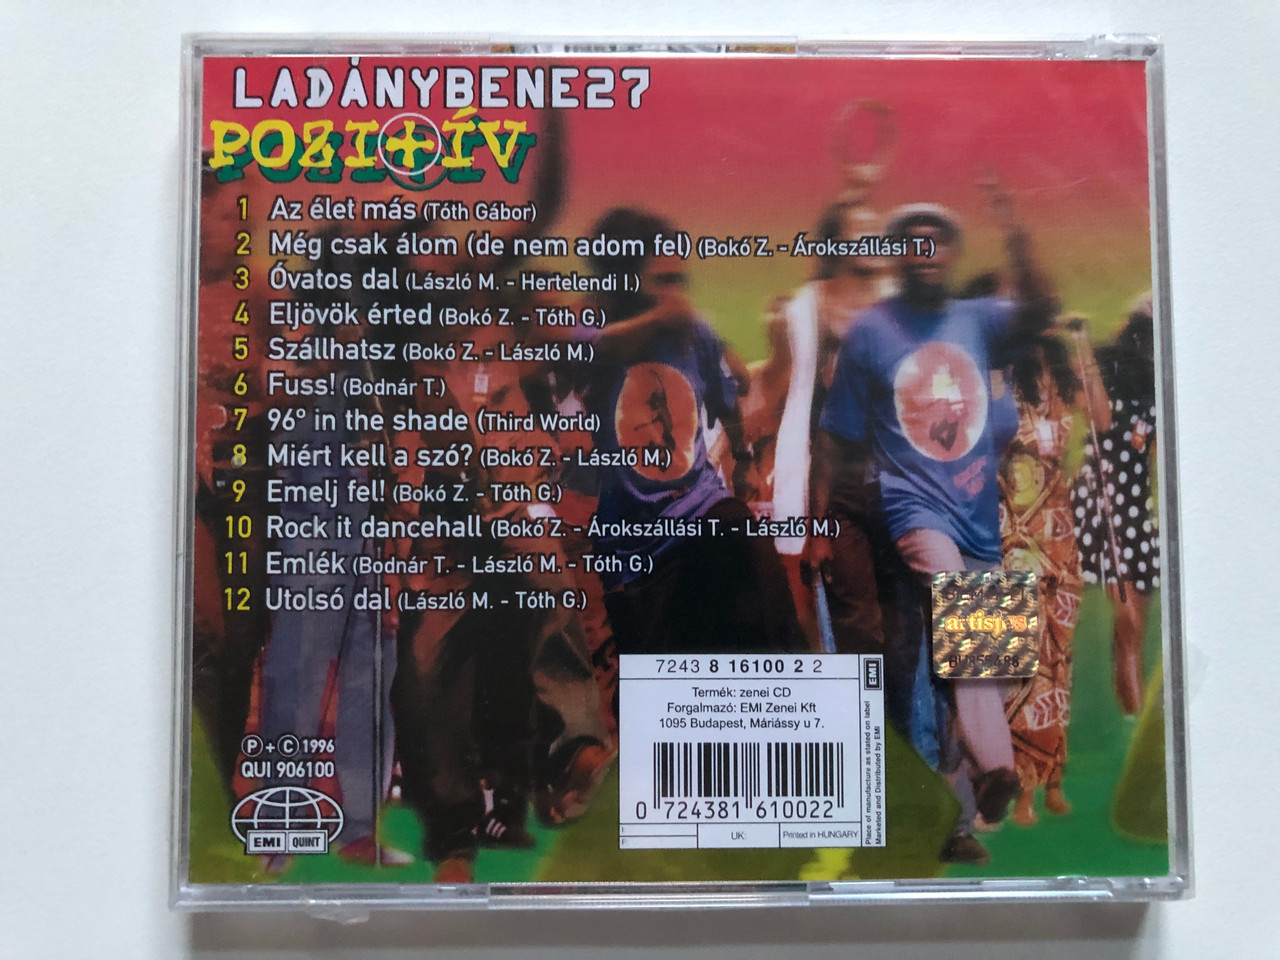 LADÁNYBENE27
POZI+ÍV
1 Az élet más (Tóth Gábor)
2 Még csak álom (de nem adom fel) (Bokó Z. - Árokszállási T.)
3 Óvatos dal (László M. - Hertelendi I.)
4 Eljövök érted (Bokó Z. - Tóth G.)
5 Szállhatsz (Bokó Z. - László M.)
6 Fuss! (Bodnár T.)
7 96° in the shade (Third World)
8 Miért kell a szó? (Bokó Z. - László M.)
9 Emelj fel! (Bokó Z. - Tóth G.)
10 Rock it dancehall (Bokó Z. - Árokszállási T. - László M.)
11 Emlék (Bodnár T. - László M. - Tóth G.)
12 Utolsó dal (László M. - Tóth G.)
artisjus
7243 8 16100 2 2
Termék: zenei CD
Forgalmazó: EMI Zenei Kft
1095 Budapest, Máriássy u 7.
0 724381 610022
I:
F:
UK:
Printed in HUNGARY
EMI
Place of manufacture as stated on label
Marketed and Distributed by EMI
Ⓟ + © 1996
QUI 906100
EMI QUINT